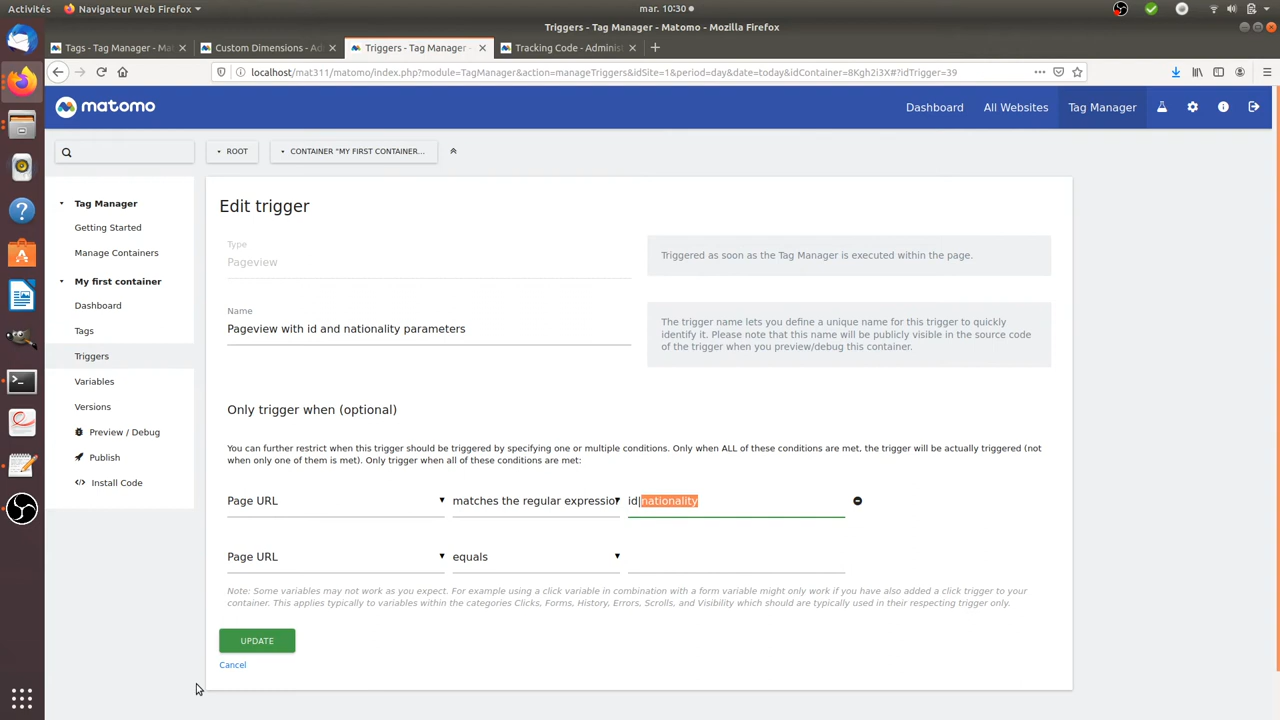 Activités
Navigateur Web Firefox
mar. 10:30
Triggers - Tag Manager - Matomo - Mozilla Firefox
Tags - Tag Manager - Ma
Custom Dimensions - Ad
Triggers - Tag Manager -
Tracking Code - Adminis
localhost/mat311/matomo/index.php?module=TagManager&action=manageTriggers&idSite=1&period=day&date=today&idContainer=8Kgh2i3X#?idTrigger=39
matomo
Dashboard
All Websites
Tag Manager
ROOT
CONTAINER "MY FIRST CONTAINER...
Tag Manager
Getting Started
Manage Containers
My first container
Dashboard
Tags
Triggers
Variables
Versions
Preview / Debug
Publish
Install Code
Edit trigger
Type
Pageview
Triggered as soon as the Tag Manager is executed within the page.
Name
Pageview with id and nationality parameters
The trigger name lets you define a unique name for this trigger to quickly
identify it. Please note that this name will be publicly visible in the source code
of the trigger when you preview/debug this container.
Only trigger when (optional)
You can further restrict when this trigger should be triggered by specifying one or multiple conditions. Only when ALL of these conditions are met, the trigger will be actually triggered (not
when only one of them is met). Only trigger when all of these conditions are met:
Page URL
matches the regular expression
id|nationality
Page URL
equals
Note: Some variables may not work as you expect. For example using a click variable in combination with a form variable might only work if you have also added a click trigger to your
container. This applies typically to variables within the categories Clicks, Forms, History, Errors, Scrolls, and Visibility which should are typically used in their respecting trigger only.
UPDATE
Cancel